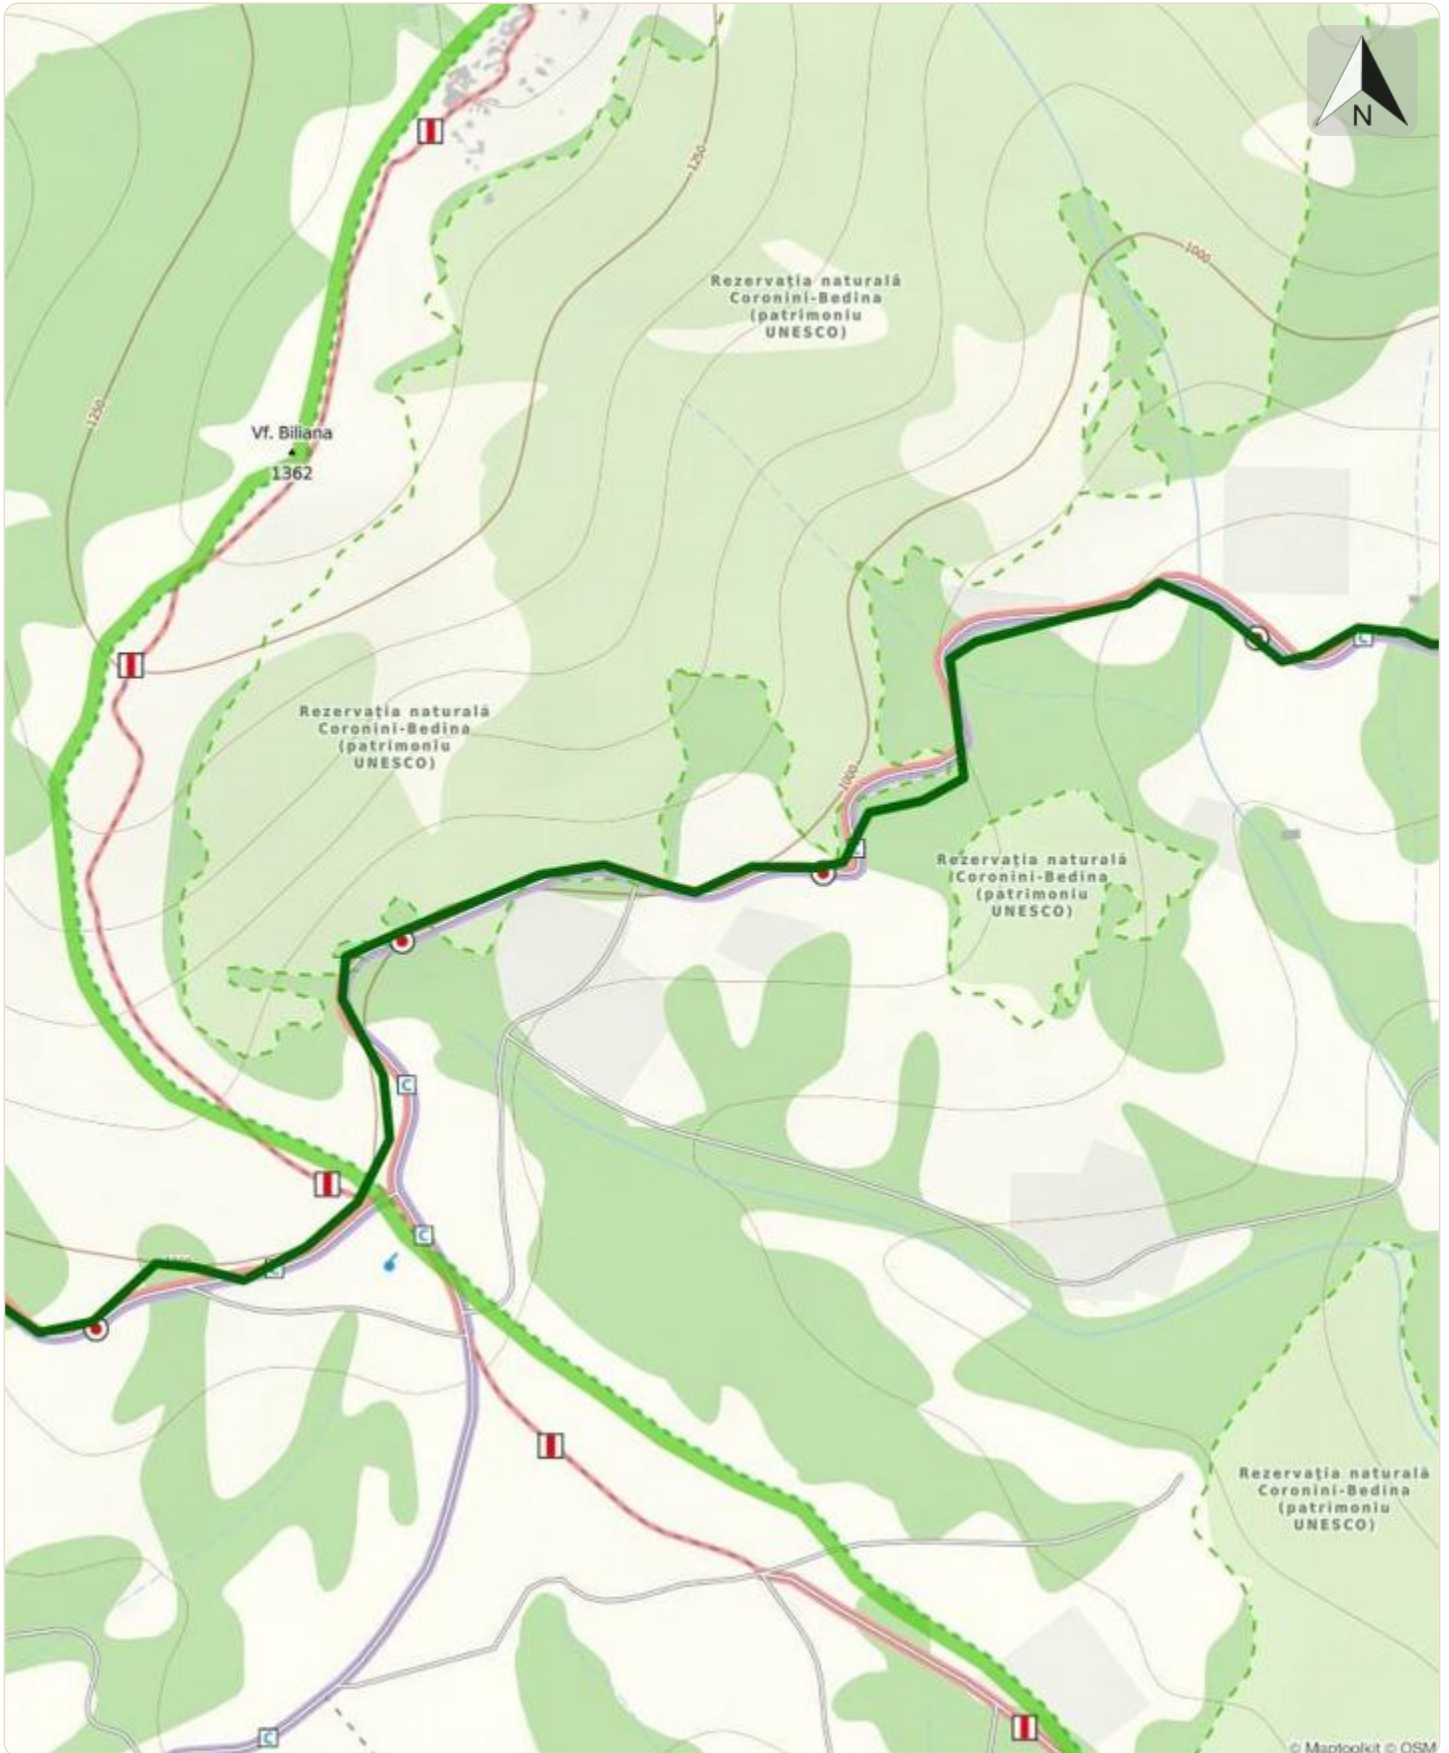 N
1250
Rezervația naturală
Coronini-Bedina
(patrimoniu
UNESCO)
1000
1250
Vf. Biliana
1362
Rezervația naturală
Coronini-Bedina
(patrimoniu
UNESCO)
1000
C
C
Rezervația naturală
Coronini-Bedina
(patrimoniu
UNESCO)
C
C
C
Rezervația naturală
Coronini-Bedina
(patrimoniu
UNESCO)
C
© Maptoolkit © OSM